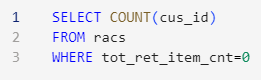 1 SELECT COUNT(cus_id)
2 FROM racs
3 WHERE tot_ret_item_cnt=0